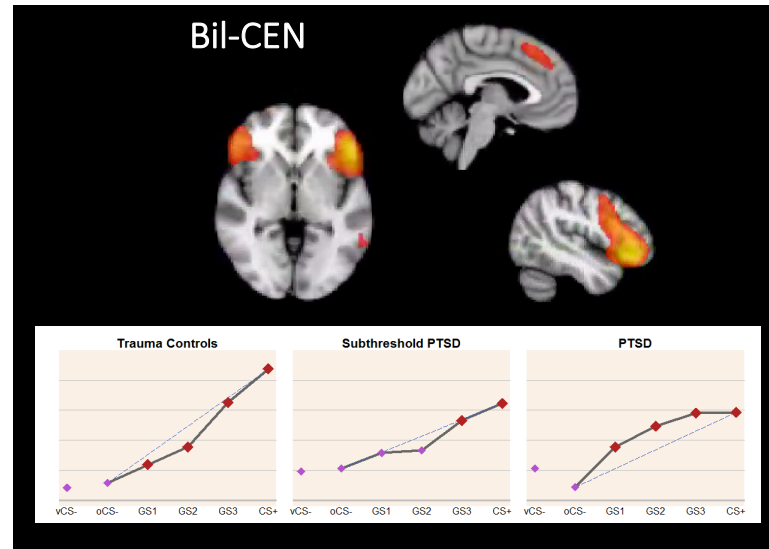 Bil-CEN
Trauma Controls
vCS- oCS- GS1 GS2 GS3 CS+
Subthreshold PTSD
vCS- oCS- GS1 GS2 GS3 CS+
PTSD
vCS- oCS- GS1 GS2 GS3 CS+